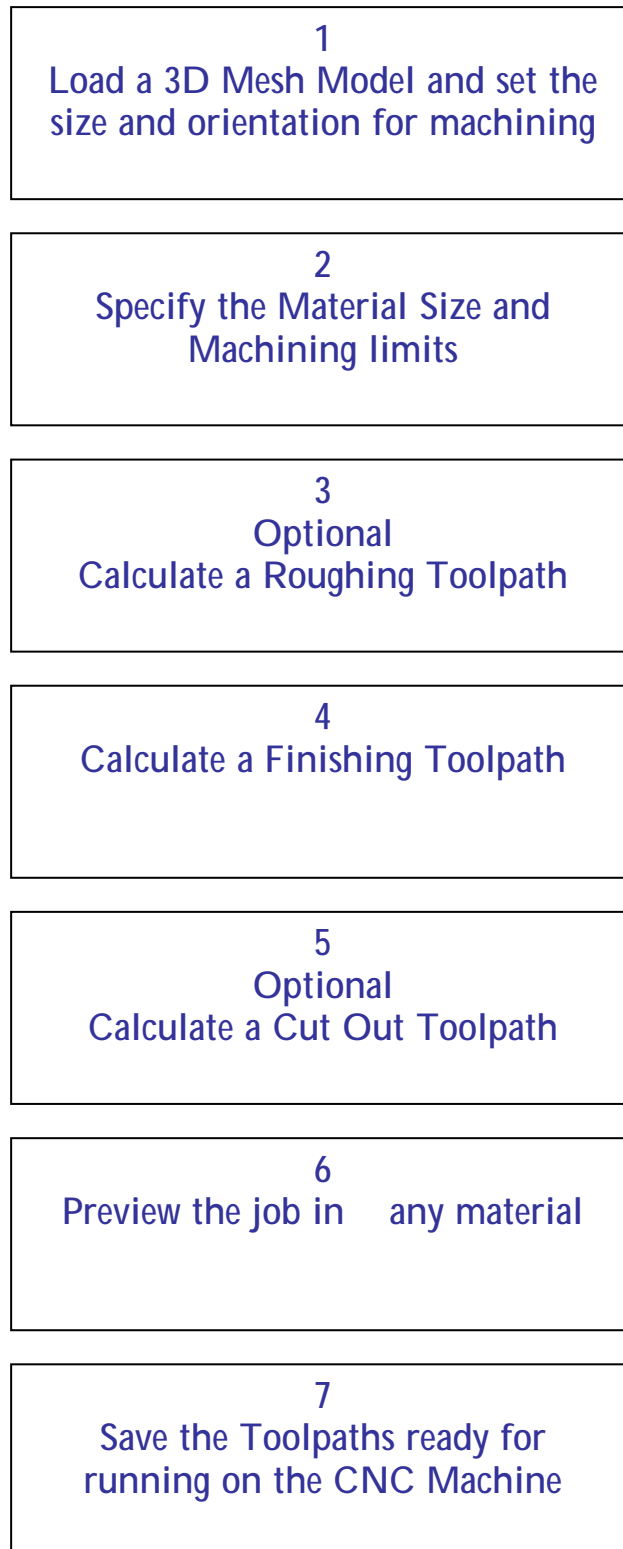 1
Load a 3D Mesh Model and set the
size and orientation for machining
2
Specify the Material Size and
Machining limits
3
Optional
Calculate a Roughing Toolpath
4
Calculate a Finishing Toolpath
5
Optional
Calculate a Cut Out Toolpath
6
Preview the job in any material
7
Save the Toolpaths ready for
running on the CNC Machine